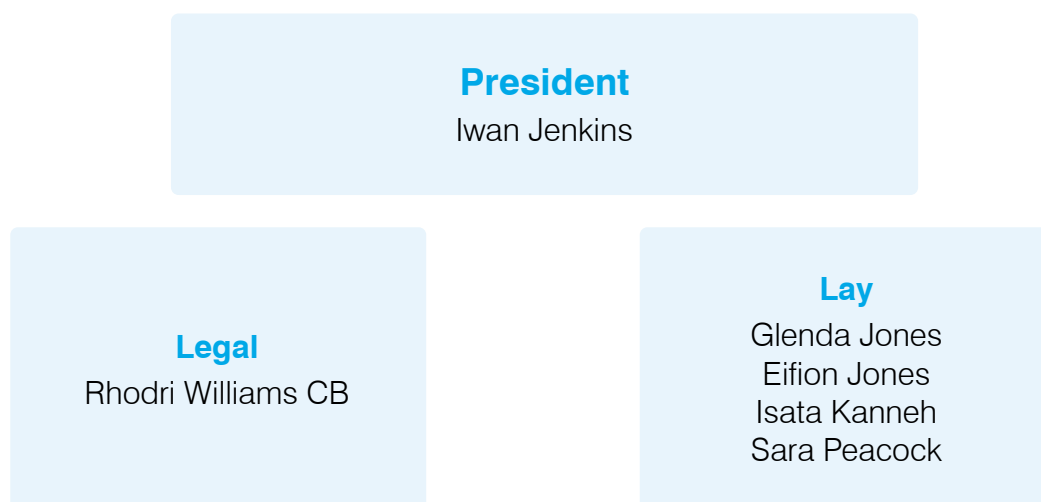 President
Iwan Jenkins
Legal
Rhodri Williams CB
Lay
Glenda Jones
Eifion Jones
Isata Kanneh
Sara Peacock